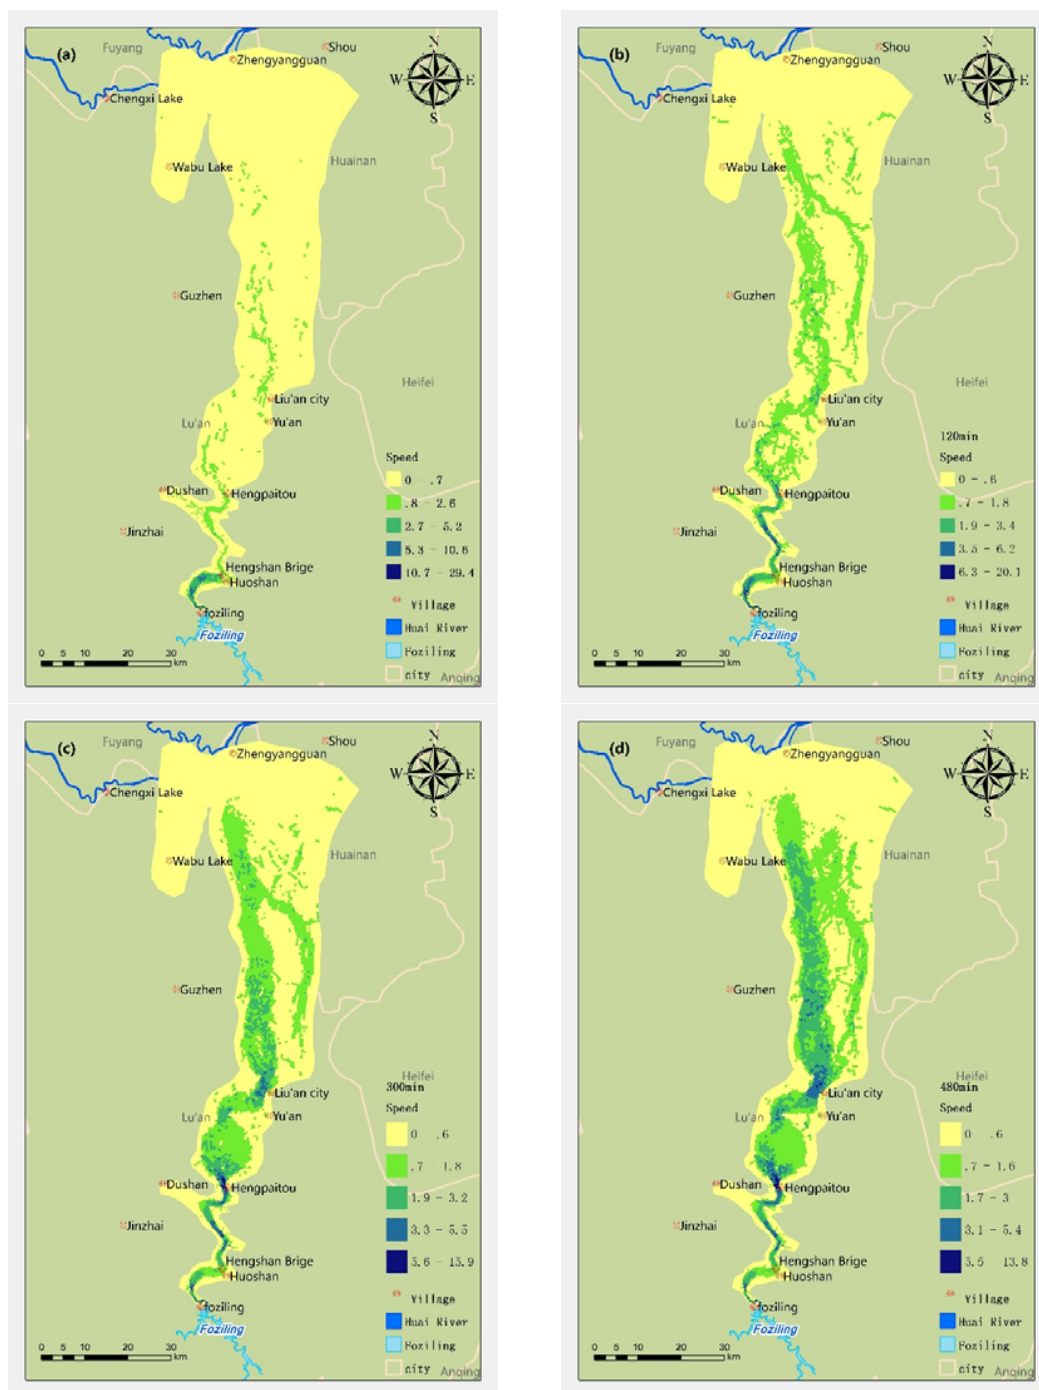 (a)
Fuyang
Shou
N
Zhengyangguan
W
E
S
Chengxi Lake
Wabu Lake
Huainan
Guzhen
Heifei
Liu'an city
Lu'an
Yu'an
Speed
0 - .7
Dushan
Hengpaitou
.8 - 2.6
2.7 - 5.2
Jinzhai
5.3 - 10.6
Hengshan Brige
10.7 - 29.4
Huoshan
Village
foziling
Huai River
Foziling
Foziling
0 5 10 20 30
km
city
Anqing
(b)
Fuyang
Shou
N
Zhengyangguan
W
E
S
Chengxi Lake
Wabu Lake
Huainan
Guzhen
Heifei
Liu'an city
Lu'an
Yu'an
120min
Speed
0 - .6
Dushan
Hengpaitou
.7 - 1.8
1.9 - 3.4
Jinzhai
3.5 - 6.2
Hengshan Brige
6.3 - 20.1
Huoshan
Village
foziling
Huai River
Foziling
Foziling
0 5 10 20 30
km
city
Anqing
(c)
Fuyang
Shou
N
Zhengyangguan
W
E
S
Chengxi Lake
Wabu Lake
Huainan
Guzhen
Heifei
300min
Liu'an city
Speed
Lu'an
Yu'an
0 .6
.7 - 1.8
Dushan
Hengpaitou
1.9 - 3.2
Jinzhai
3.3 - 5.5
Hengshan Brige
5.6 - 15.9
Huoshan
Village
foziling
Huai River
Foziling
Foziling
0 5 10 20 30
km
city
Anqing
(d)
Fuyang
Shou
N
Zhengyangguan
W
E
S
Chengxi Lake
Wabu Lake
Huainan
Guzhen
Heifei
480min
Liu'an city
Speed
Lu'an
Yu'an
0 .6
.7 - 1.6
Dushan
Hengpaitou
1.7 - 3
Jinzhai
3.1 - 5.4
Hengshan Brige
5.5 13.8
Huoshan
Village
foziling
Huai River
Foziling
Foziling
0 5 10 20 30
km
city
Anqing